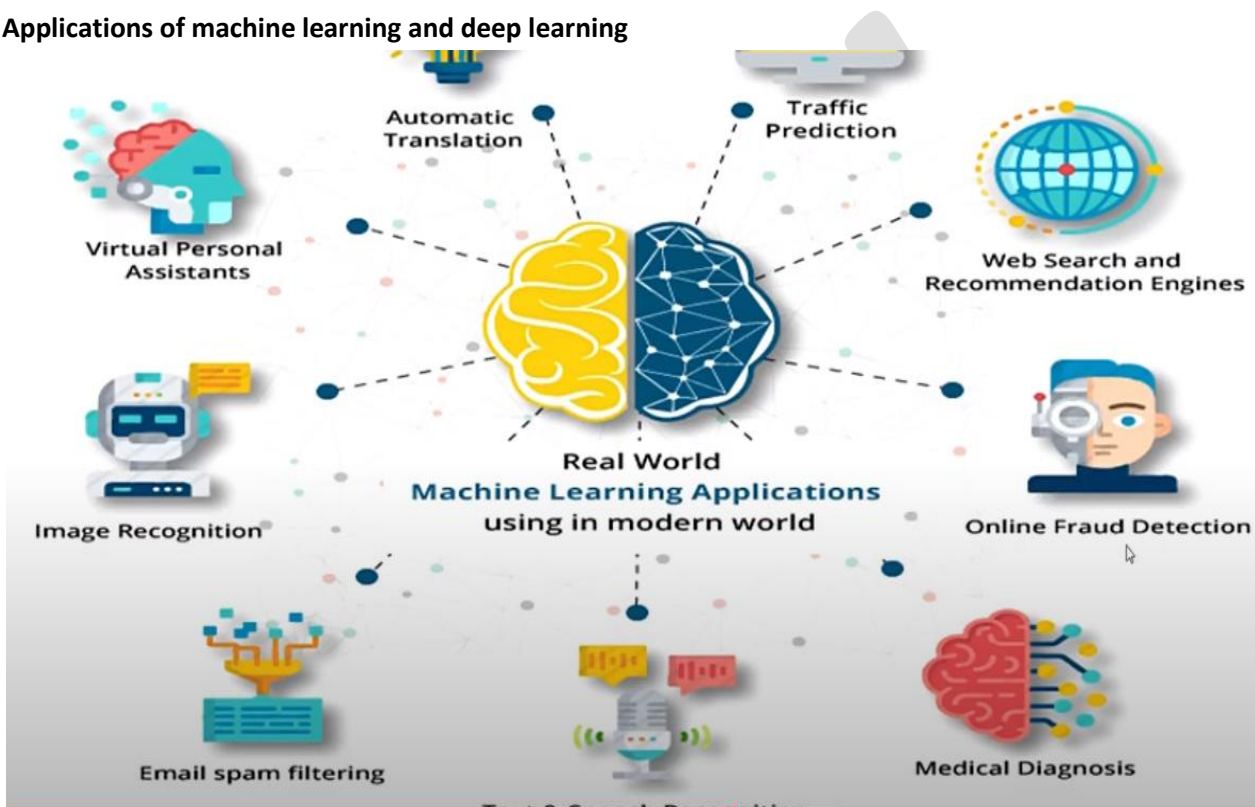 Applications of machine learning and deep learning
Automatic
Translation
Traffic
Prediction
Virtual Personal
Assistants
Web Search and
Recommendation Engines
Real World
Machine Learning Applications
using in modern world
Image Recognition
Online Fraud Detection
Email spam filtering
Medical Diagnosis